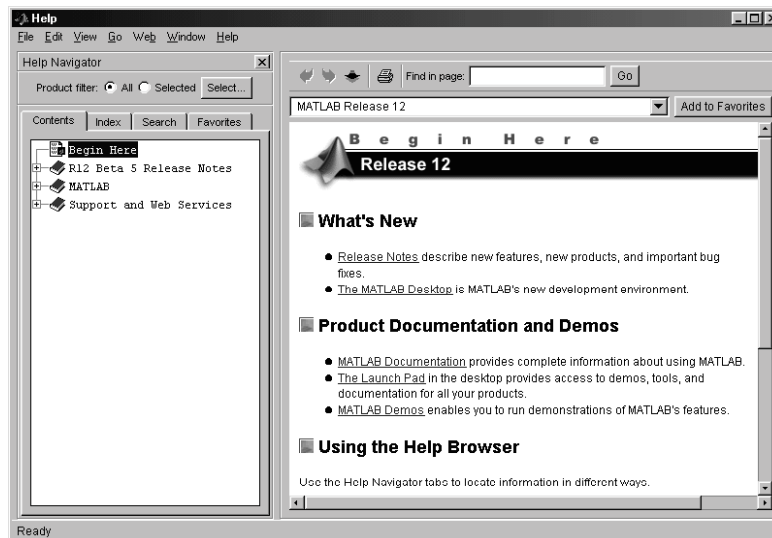 Help
File Edit View Go Web Window Help
Help Navigator
Product filter: All Selected Select...
Contents Index Search Favorites
Begin Here
R12 Beta 5 Release Notes
MATLAB
Support and Web Services
Find in page: Go
MATLAB Release 12 Add to Favorites
Begin Here
Release 12
What's New
Release Notes describe new features, new products, and important bug
fixes.
The MATLAB Desktop is MATLAB's new development environment.
Product Documentation and Demos
MATLAB Documentation provides complete information about using MATLAB.
The Launch Pad in the desktop provides access to demos, tools, and
documentation for all your products.
MATLAB Demos enables you to run demonstrations of MATLAB's features.
Using the Help Browser
Use the Help Navigator tabs to locate information in different ways.
Ready